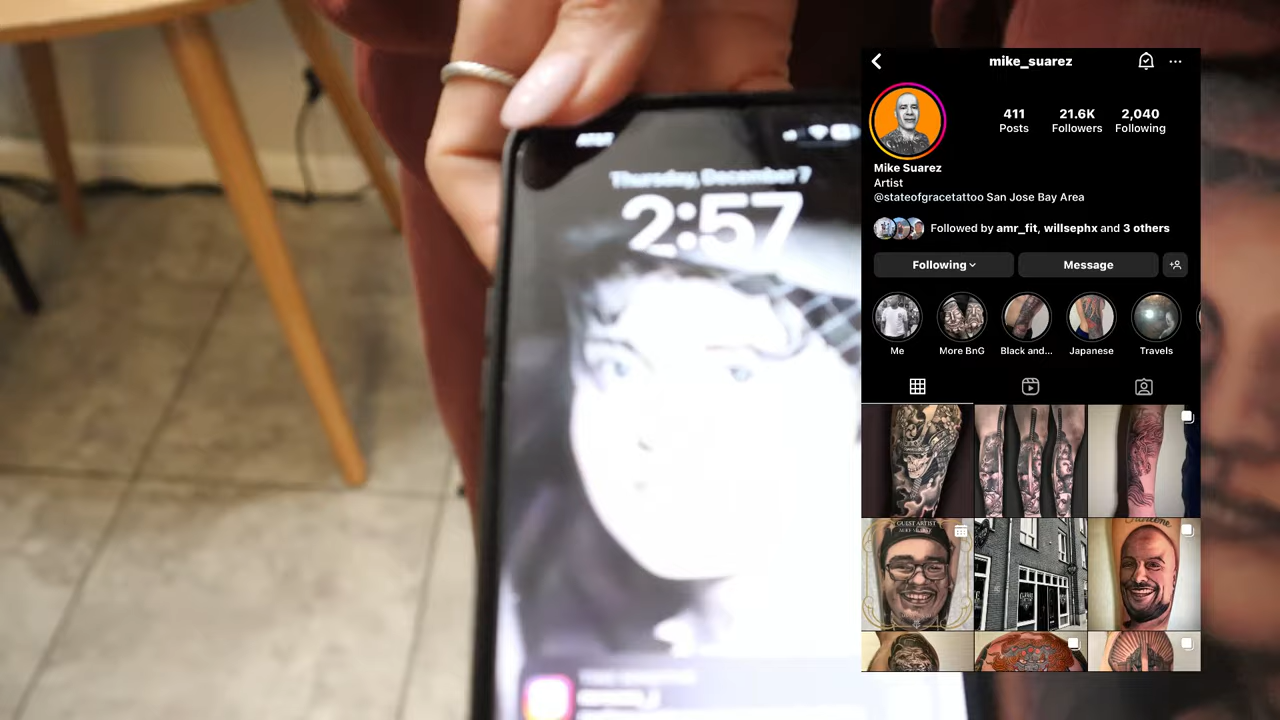 Thursday, December 7
2:57
mike_suarez
411
Posts
21.6K
Followers
2,040
Following
Mike Suarez
Artist
@stateofgracetattoo San Jose Bay Area
Followed by amr_fit, willsephx and 3 others
Following
Message
Me
More BnG
Black and...
Japanese
Travels
GUEST ARTIST